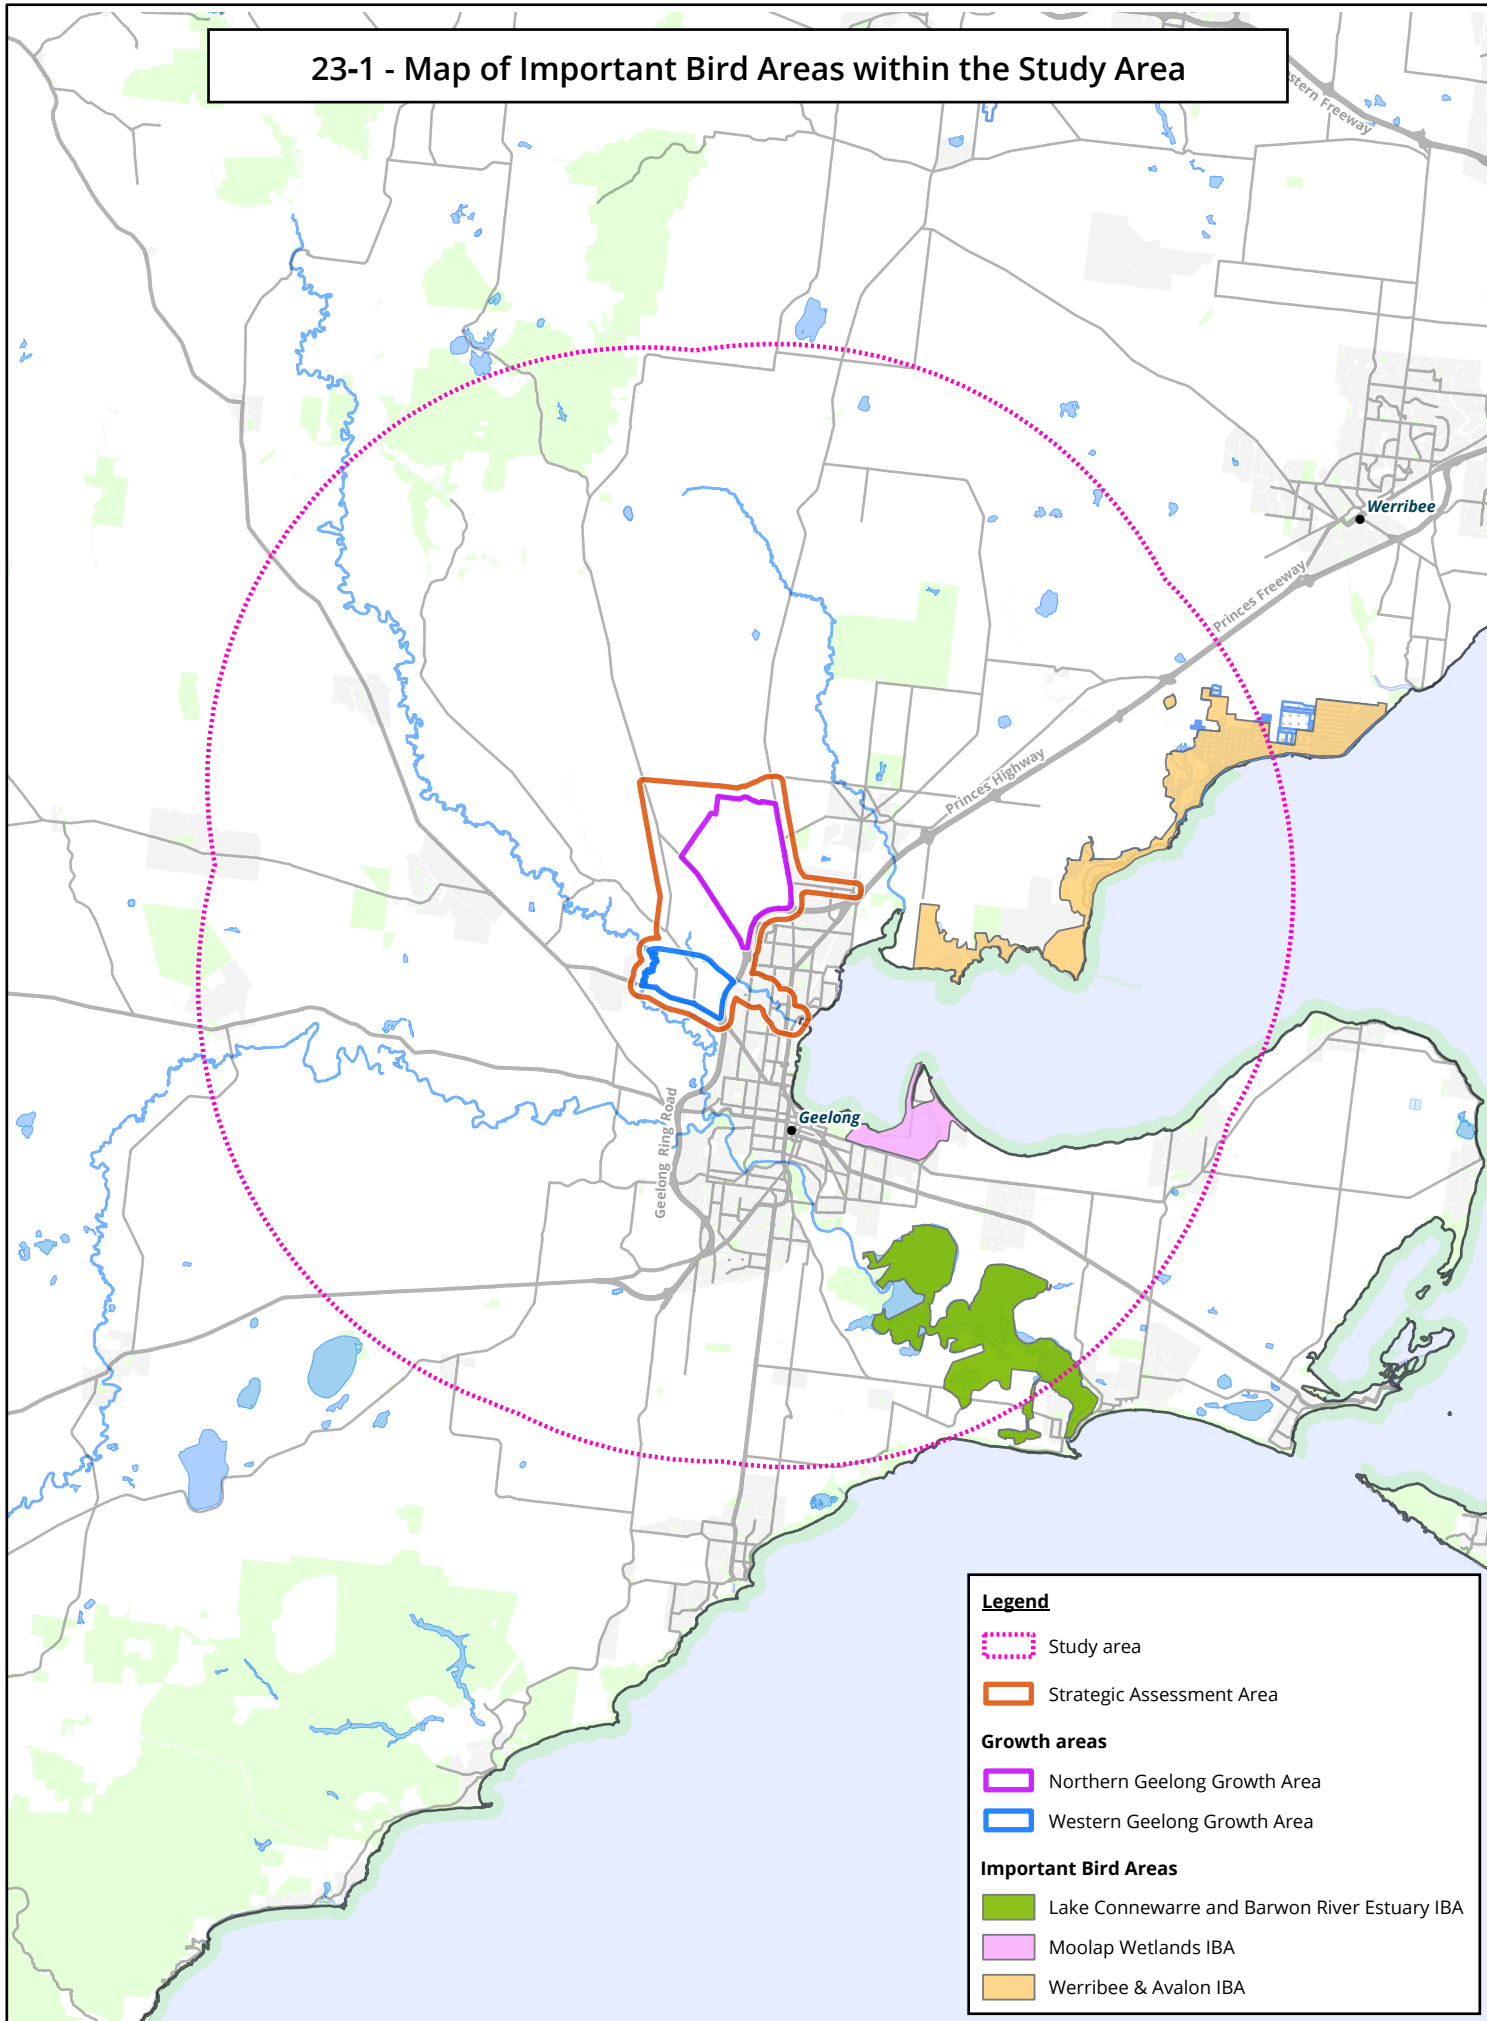 23-1 - Map of Important Bird Areas within the Study Area
stern Freeway
Werribee
Princes Freeway
Princes Highway
Geelong
Geelong Ring Road
Legend
Study area
Strategic Assessment Area
Growth areas
Northern Geelong Growth Area
Western Geelong Growth Area
Important Bird Areas
Lake Connewarre and Barwon River Estuary IBA
Moolap Wetlands IBA
Werribee & Avalon IBA